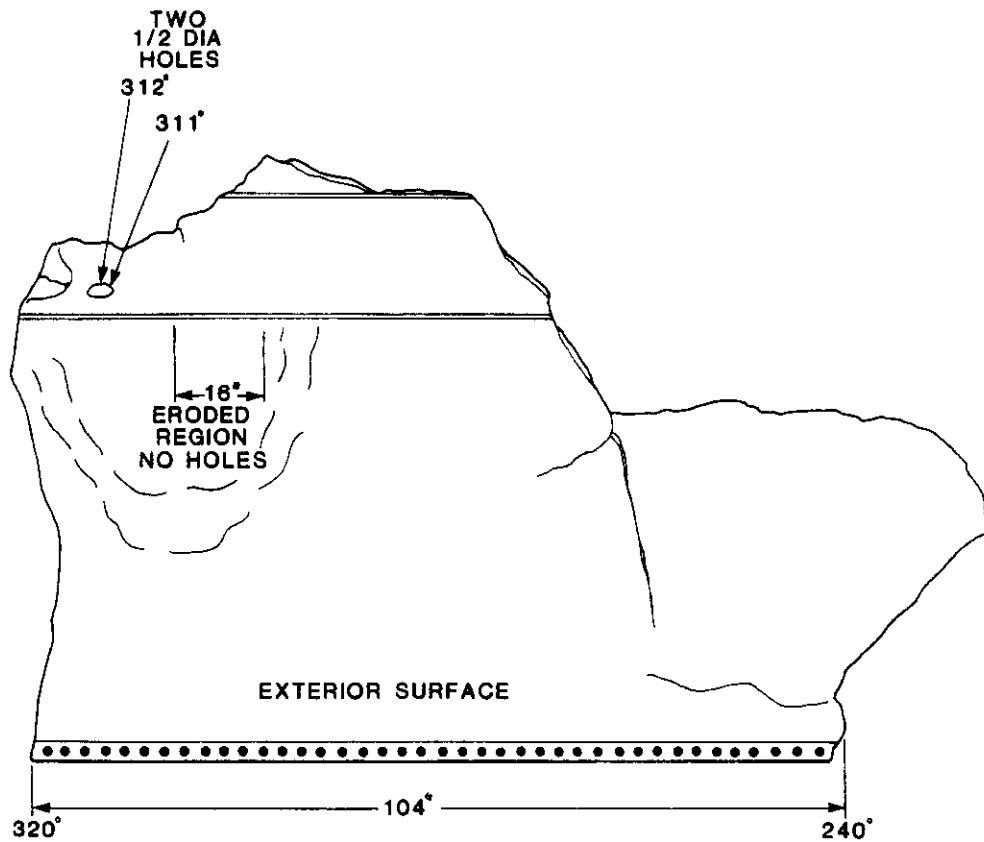 TWO
1/2 DIA
HOLES
312°
311°
16"
ERODED
REGION
NO HOLES
EXTERIOR SURFACE
104"
320°
240°